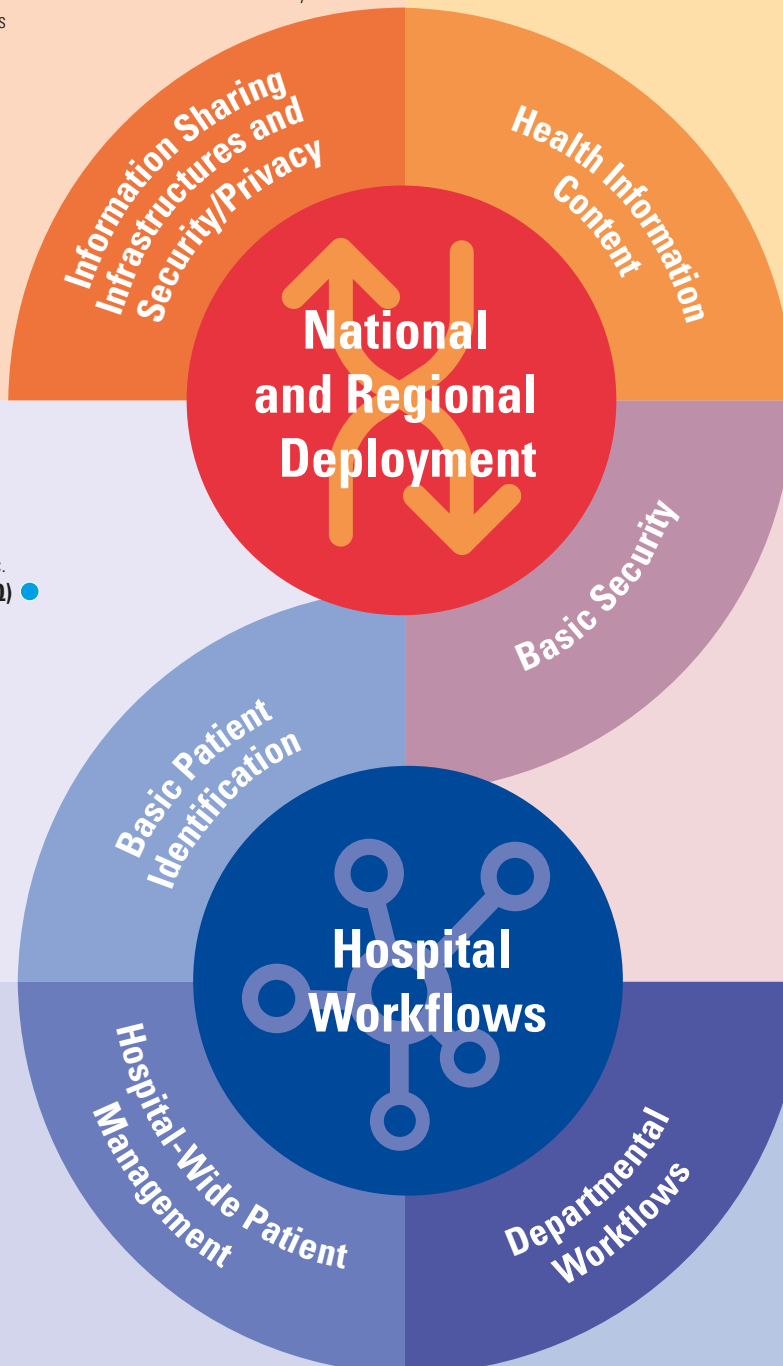 s
Information Sharing
Infrastructures and
Security/Privacy
Health Information
Content
National
and Regional
Deployment
Basic Security
Basic Patient
Identification
Hospital
Workflows
Hospital-Wide Patient
Management
Departmental
Workflows